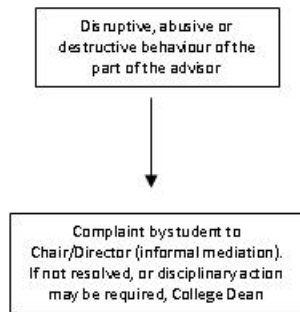 Disruptive, abusive or
destructive behaviour of the
part of the advisor
Complaint by student to
Chair/Director (informal mediation).
If not resolved, or disciplinary action
may be required, College Dean